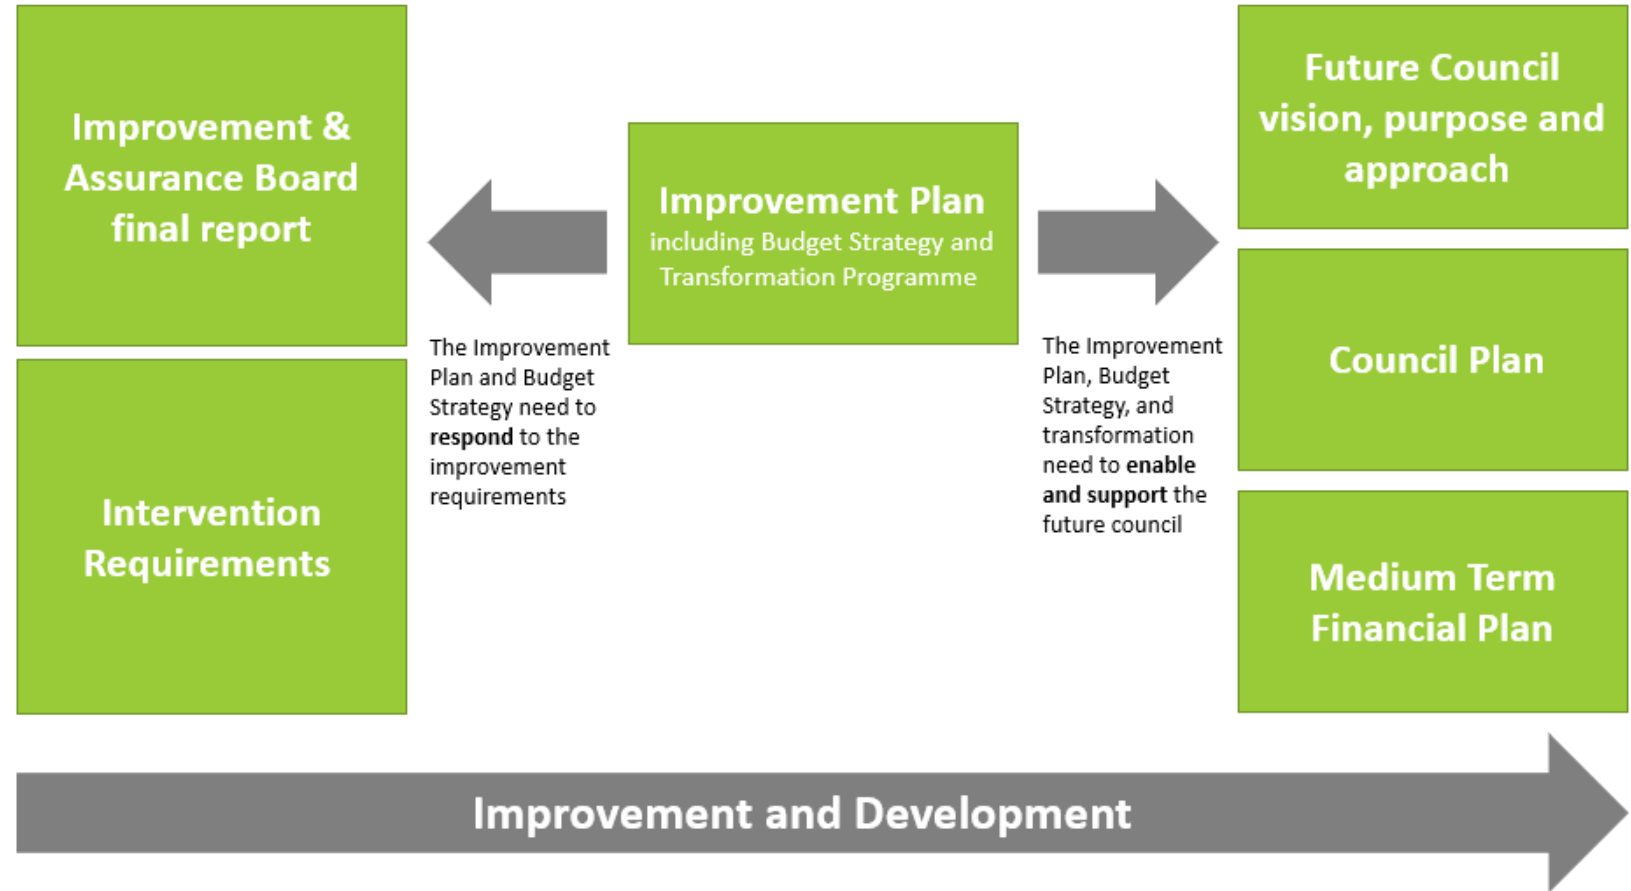 Improvement &
Assurance Board
final report
Intervention
Requirements
The Improvement
Plan and Budget
Strategy need to
respond to the
improvement
requirements
Improvement Plan
including Budget Strategy and
Transformation Programme
The Improvement
Plan, Budget
Strategy, and
transformation
need to enable
and support the
future council
Future Council
vision, purpose and
approach
Council Plan
Medium Term
Financial Plan
Improvement and Development